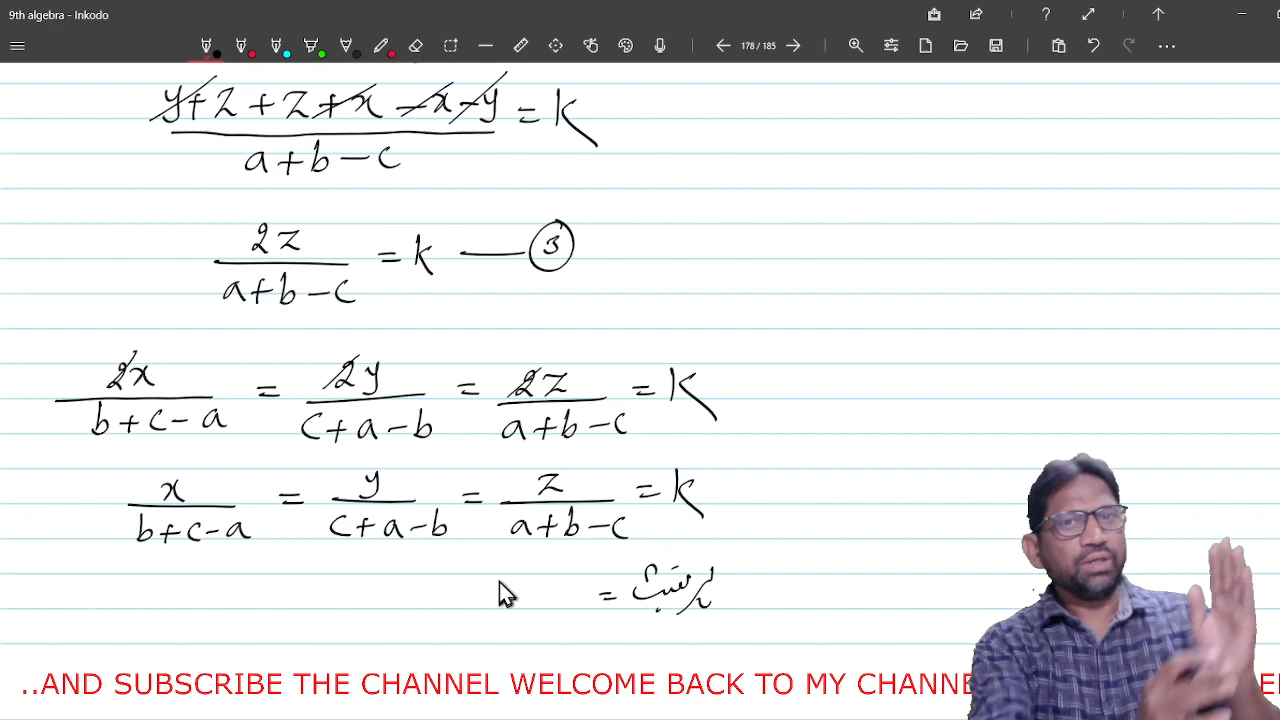 9th algebra - Inkodo
178 / 185
y+z+z+x-x-y / a+b-c = k
2z / a+b-c = k —— 3
2x / b+c-a = 2y / c+a-b = 2z / a+b-c = k
x / b+c-a = y / c+a-b = z / a+b-c = k
=
..AND SUBSCRIBE THE CHANNEL WELCOME BACK TO MY CHANNE